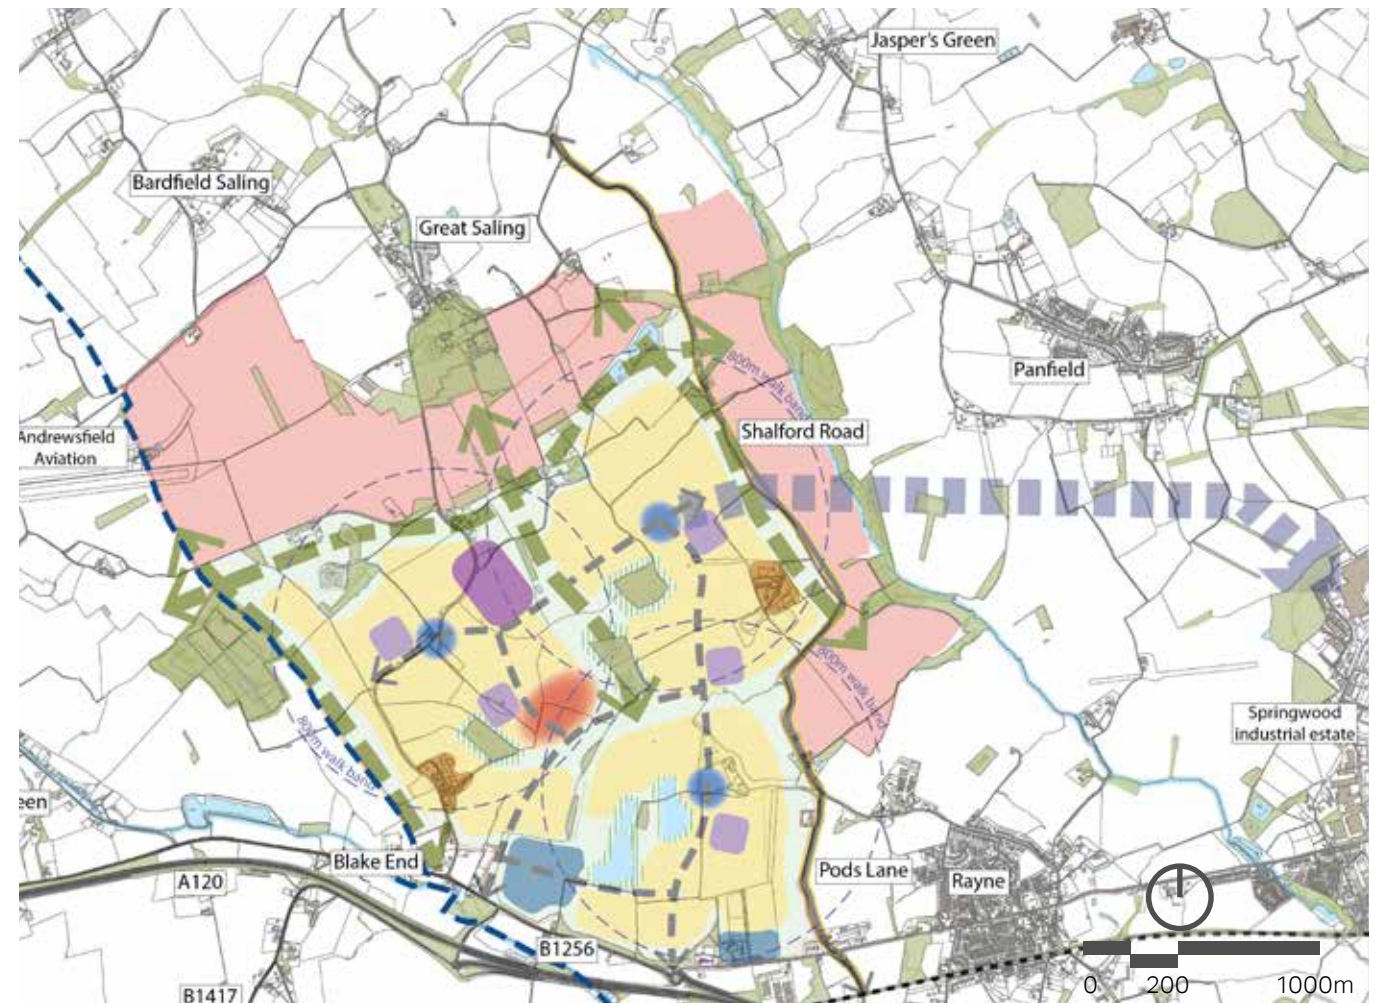 Jasper's Green
Bardfield Saling
Great Saling
Panfield
800m walk band
Shalford Road
Andrewsfield
Aviation
800m walk band
Springwood
industrial estate
800m walk band
een
Blake End
A120
Pods Lane
Rayne
B1256
B1417
0 200 1000m